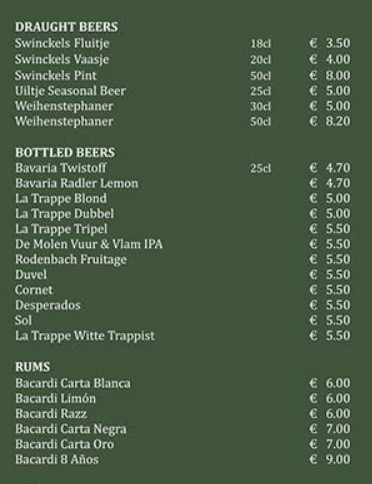 DRAUGHT BEERS
Swinckels Fluitje 18cl € 3.50
Swinckels Vaasje 20cl € 4.00
Swinckels Pint 50cl € 8.00
Uiltje Seasonal Beer 25cl € 5.00
Weihenstephaner 30cl € 5.00
Weihenstephaner 50cl € 8.20
BOTTLED BEERS
Bavaria Twistoff 25cl € 4.70
Bavaria Radler Lemon € 4.70
La Trappe Blond € 5.00
La Trappe Dubbel € 5.00
La Trappe Tripel € 5.50
De Molen Vuur & Vlam IPA € 5.50
Rodenbach Fruitage € 5.50
Duvel € 5.50
Cornet € 5.50
Desperados € 5.50
Sol € 5.50
La Trappe Witte Trappist € 5.50
RUMS
Bacardi Carta Blanca € 6.00
Bacardi Limón € 6.00
Bacardi Razz € 6.00
Bacardi Carta Negra € 7.00
Bacardi Carta Oro € 7.00
Bacardi 8 Años € 9.00